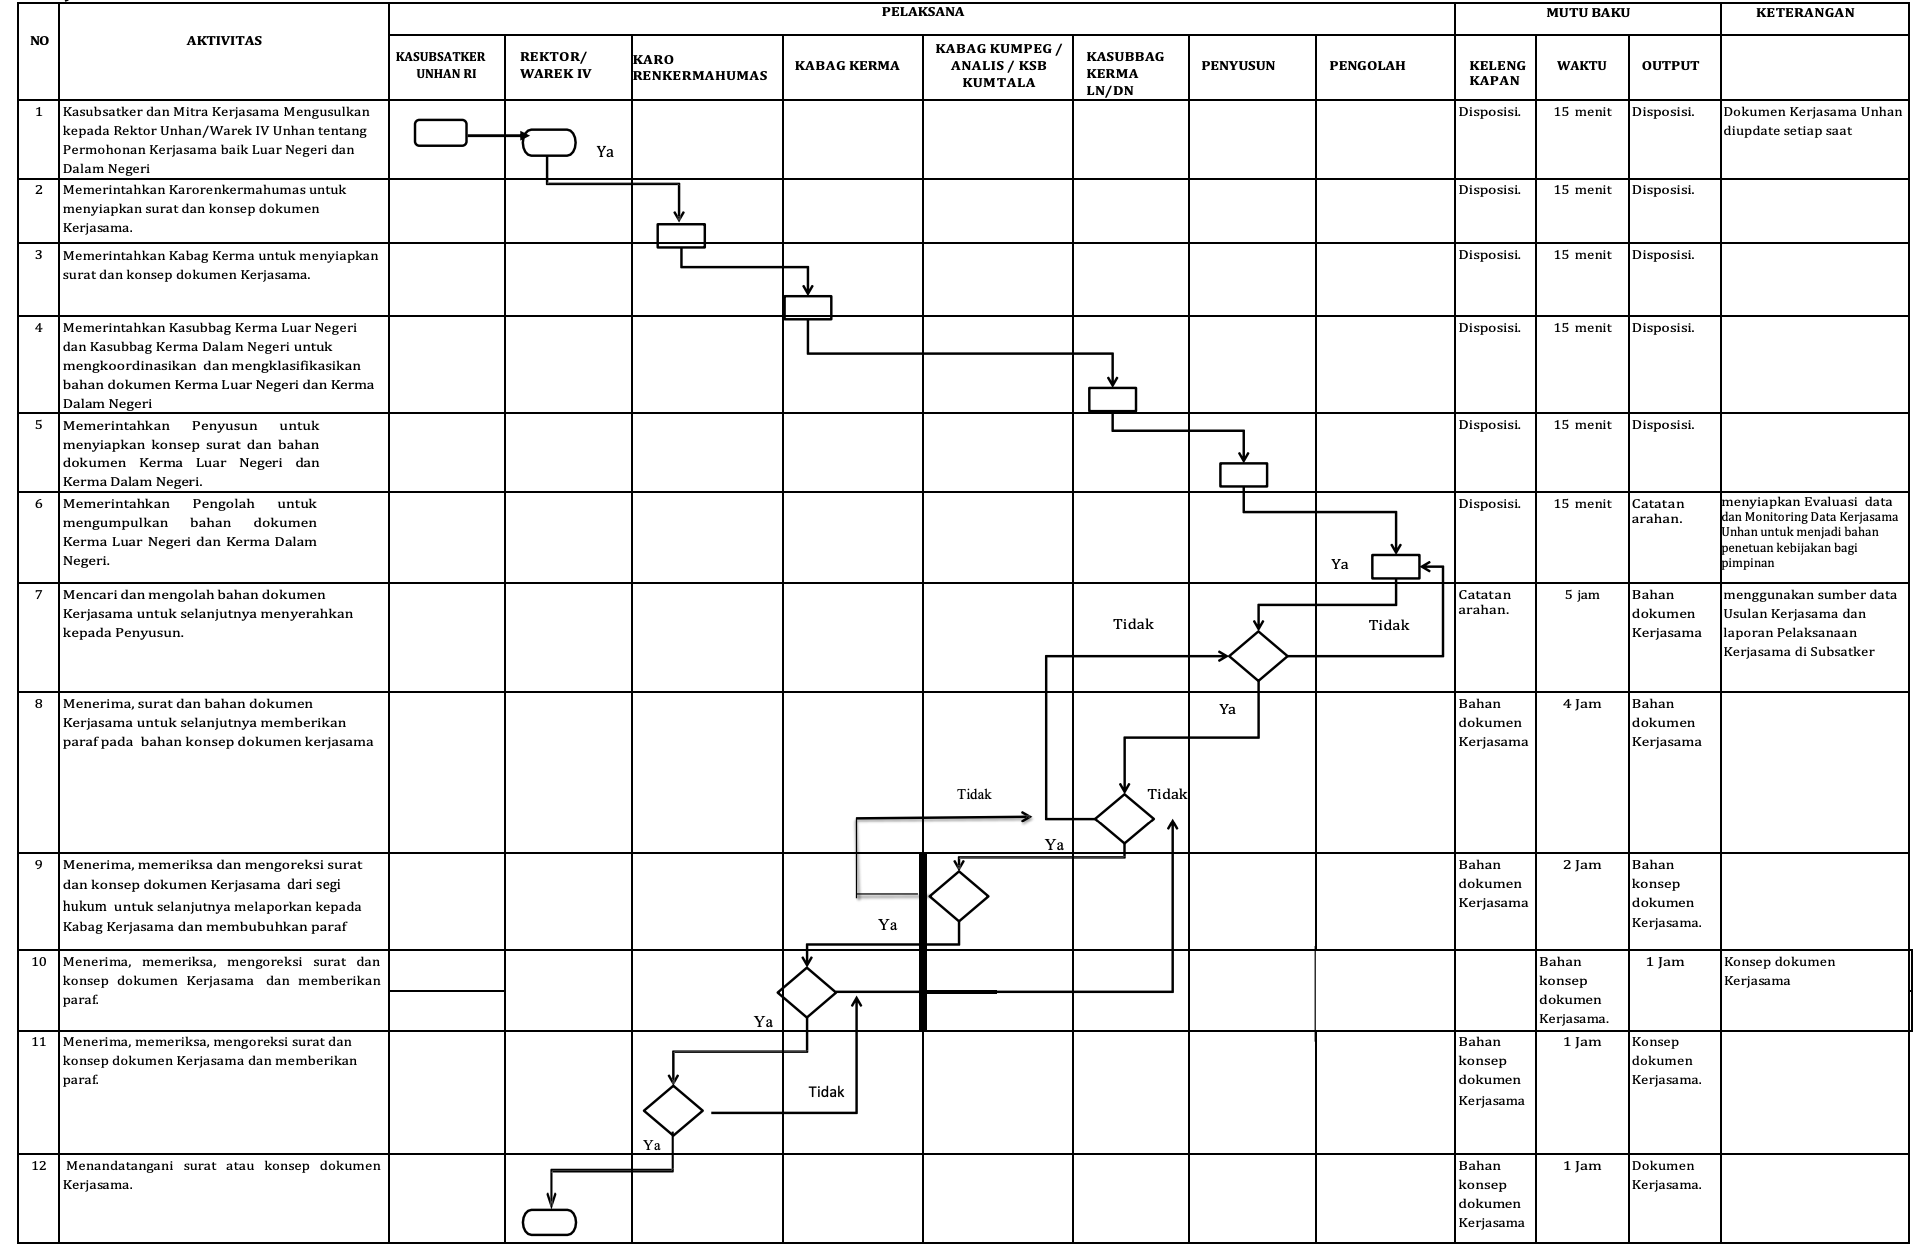 PELAKSANA
MUTU BAKU
KETERANGAN
NO
AKTIVITAS
KASUBSATKER
UNHAN RI
REKTOR/
WAREK IV
KARO
RENKERMAHUMAS
KABAG KERMA
KABAG KUMPEG /
ANALIS / KSB
KUMTALA
KASUBBAG
KERMA
LN/DN
PENYUSUN
PENGOLAH
KELENG
KAPAN
WAKTU
OUTPUT
1
Kasubsatker dan Mitra Kerjasama Mengusulkan
kepada Rektor Unhan/Warek IV Unhan tentang
Permohonan Kerjasama baik Luar Negeri dan
Dalam Negeri
Ya
Disposisi.
15 menit
Disposisi.
Dokumen Kerjasama Unhan
diupdate setiap saat
2
Memerintahkan Karorenkermahumas untuk
menyiapkan surat dan konsep dokumen
Kerjasama.
Disposisi.
15 menit
Disposisi.
3
Memerintahkan Kabag Kerma untuk menyiapkan
surat dan konsep dokumen Kerjasama.
Disposisi.
15 menit
Disposisi.
4
Memerintahkan Kasubbag Kerma Luar Negeri
dan Kasubbag Kerma Dalam Negeri untuk
mengkoordinasikan dan mengklasifikasikan
bahan dokumen Kerma Luar Negeri dan Kerma
Dalam Negeri
Disposisi.
15 menit
Disposisi.
5
Memerintahkan Penyusun untuk
menyiapkan konsep surat dan bahan
dokumen Kerma Luar Negeri dan
Kerma Dalam Negeri.
Disposisi.
15 menit
Disposisi.
6
Memerintahkan Pengolah untuk
mengumpulkan bahan dokumen
Kerma Luar Negeri dan Kerma Dalam
Negeri.
Ya
Disposisi.
15 menit
Catatan
arahan.
menyiapkan Evaluasi data
dan Monitoring Data Kerjasama
Unhan untuk menjadi bahan
penetuan kebijakan bagi
pimpinan
7
Mencari dan mengolah bahan dokumen
Kerjasama untuk selanjutnya menyerahkan
kepada Penyusun.
Tidak
Tidak
Catatan
arahan.
5 jam
Bahan
dokumen
Kerjasama
menggunakan sumber data
Usulan Kerjasama dan
laporan Pelaksanaan
Kerjasama di Subsatker
8
Menerima, surat dan bahan dokumen
Kerjasama untuk selanjutnya memberikan
paraf pada bahan konsep dokumen kerjasama
Ya
Tidak
Tidak
Ya
Bahan
dokumen
Kerjasama
4 Jam
Bahan
dokumen
Kerjasama
9
Menerima, memeriksa dan mengoreksi surat
dan konsep dokumen Kerjasama dari segi
hukum untuk selanjutnya melaporkan kepada
Kabag Kerjasama dan membubuhkan paraf
Ya
Bahan
dokumen
Kerjasama
2 Jam
Bahan
konsep
dokumen
Kerjasama.
10
Menerima, memeriksa, mengoreksi surat dan
konsep dokumen Kerjasama dan memberikan
paraf.
Ya
Bahan
konsep
dokumen
Kerjasama.
1 Jam
Konsep dokumen
Kerjasama
11
Menerima, memeriksa, mengoreksi surat dan
konsep dokumen Kerjasama dan memberikan
paraf.
Tidak
Ya
Bahan
konsep
dokumen
Kerjasama
1 Jam
Konsep
dokumen
Kerjasama.
12
Menandatangani surat atau konsep dokumen
Kerjasama.
Bahan
konsep
dokumen
Kerjasama
1 Jam
Dokumen
Kerjasama.